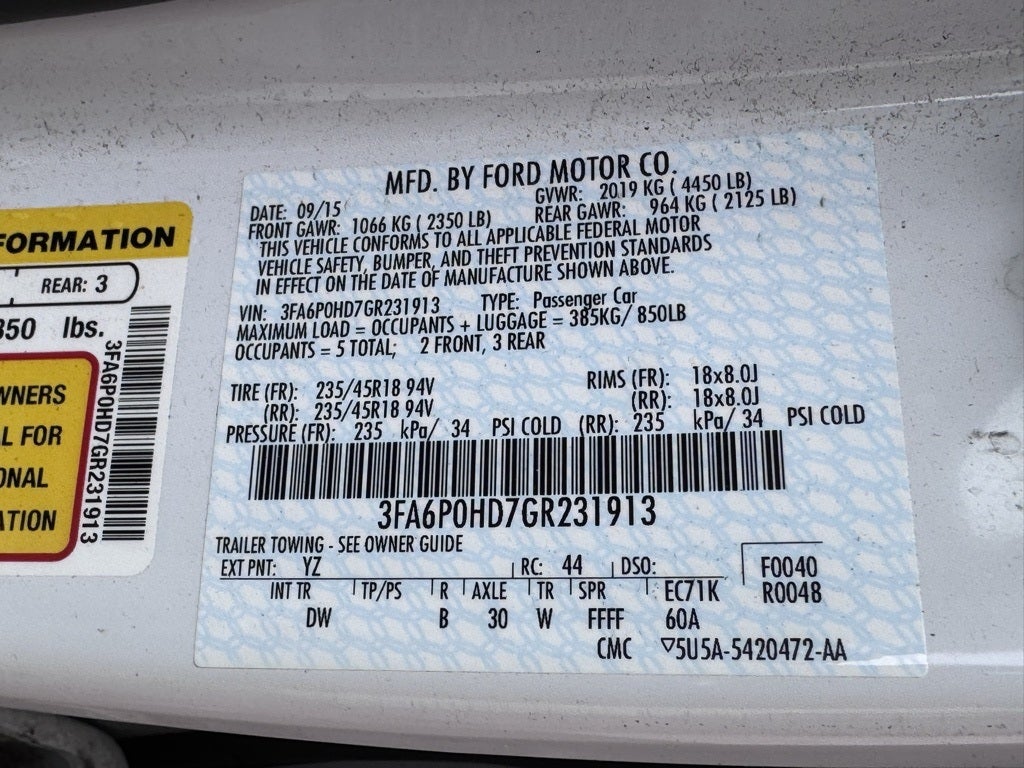 FORMATION
REAR: 3
850 lbs.
3FA6P0HD7GR231913
WNERS
L FOR
ONAL
ATION
MFD. BY FORD MOTOR CO.
DATE: 09/15 GVWR: 2019 KG ( 4450 LB)
FRONT GAWR: 1066 KG ( 2350 LB) REAR GAWR: 964 KG ( 2125 LB)
THIS VEHICLE CONFORMS TO ALL APPLICABLE FEDERAL MOTOR
VEHICLE SAFETY, BUMPER, AND THEFT PREVENTION STANDARDS
IN EFFECT ON THE DATE OF MANUFACTURE SHOWN ABOVE.
VIN: 3FA6P0HD7GR231913 TYPE: Passenger Car
MAXIMUM LOAD = OCCUPANTS + LUGGAGE = 385KG/ 850LB
OCCUPANTS = 5 TOTAL; 2 FRONT, 3 REAR
TIRE (FR): 235/45R18 94V RIMS (FR): 18x8.0J
(RR): 235/45R18 94V (RR): 18x8.0J
PRESSURE (FR): 235 kPa/ 34 PSI COLD (RR): 235 kPa/ 34 PSI COLD
3FA6P0HD7GR231913
TRAILER TOWING - SEE OWNER GUIDE
EXT PNT: YZ RC: 44 DSO: F0040
INT TR TP/PS R AXLE TR SPR EC71K R0048
DW B 30 W FFFF 60A
CMC ▽5U5A-5420472-AA